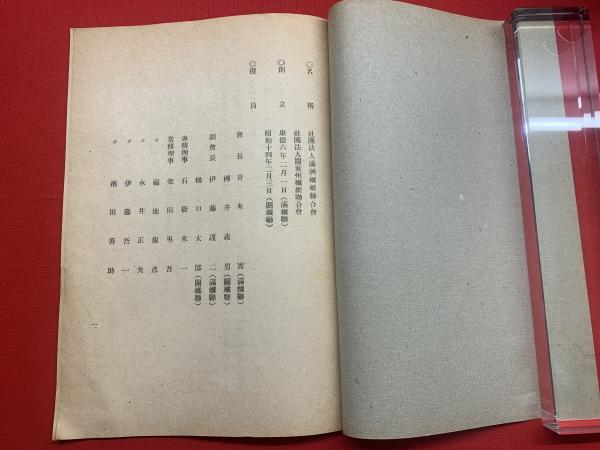 ◎名稱 社團法人滿洲纖維聯合會
社團法人關東州纖維聯合會
◎創立 康德六年二月一日(滿纖聯)
昭和十四年二月三日(關纖聯)
◎役員 會長 青木實(滿纖聯)
樽井義男(關纖聯)
副會長 伊藤謹二(滿纖聯)
樋口太郎(關纖聯)
專務理事 石橋米一
常務理事 柴田專吾
〃 福地復彥
〃 永井正夫
〃 伊藤吾一
〃 濱田善助